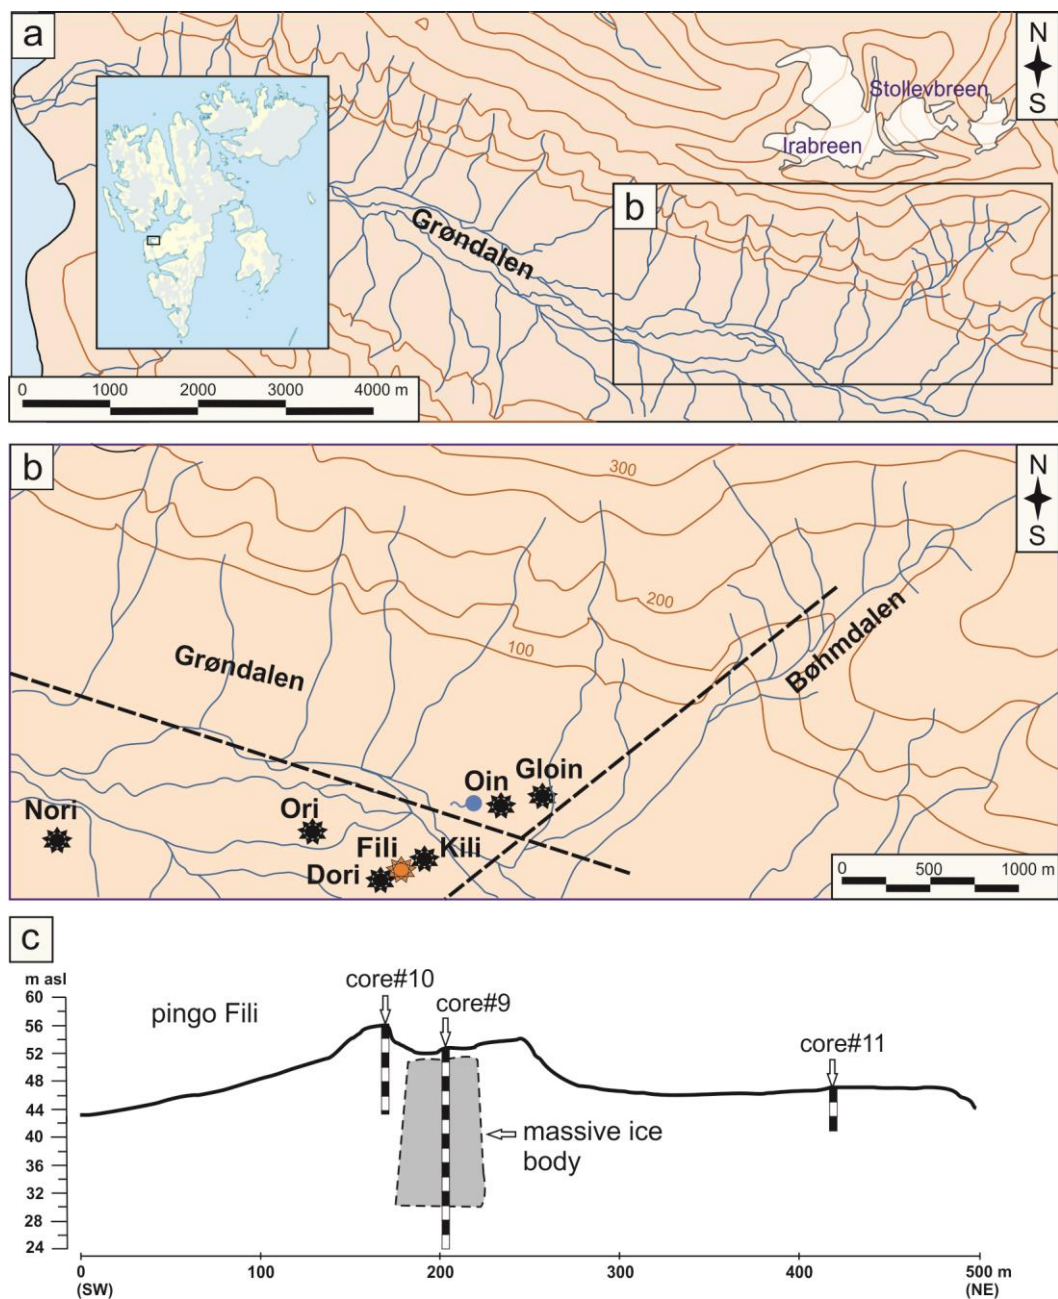 a
N
S
Stollevbreen
Irabreen
b
Grøndalen
0 1000 2000 3000 4000 m
b
N
S
300
200
100
Grøndalen
Bøhmdalen
Oin Gloin
Nori
Ori
Fili Kili
Dori
0 500 1000 m
c
m asl
60
56
52
48
44
40
36
32
28
24
pingo Fili
core#10
core#9
core#11
massive ice
body
0 100 200 300 400 500 m
(SW) (NE)